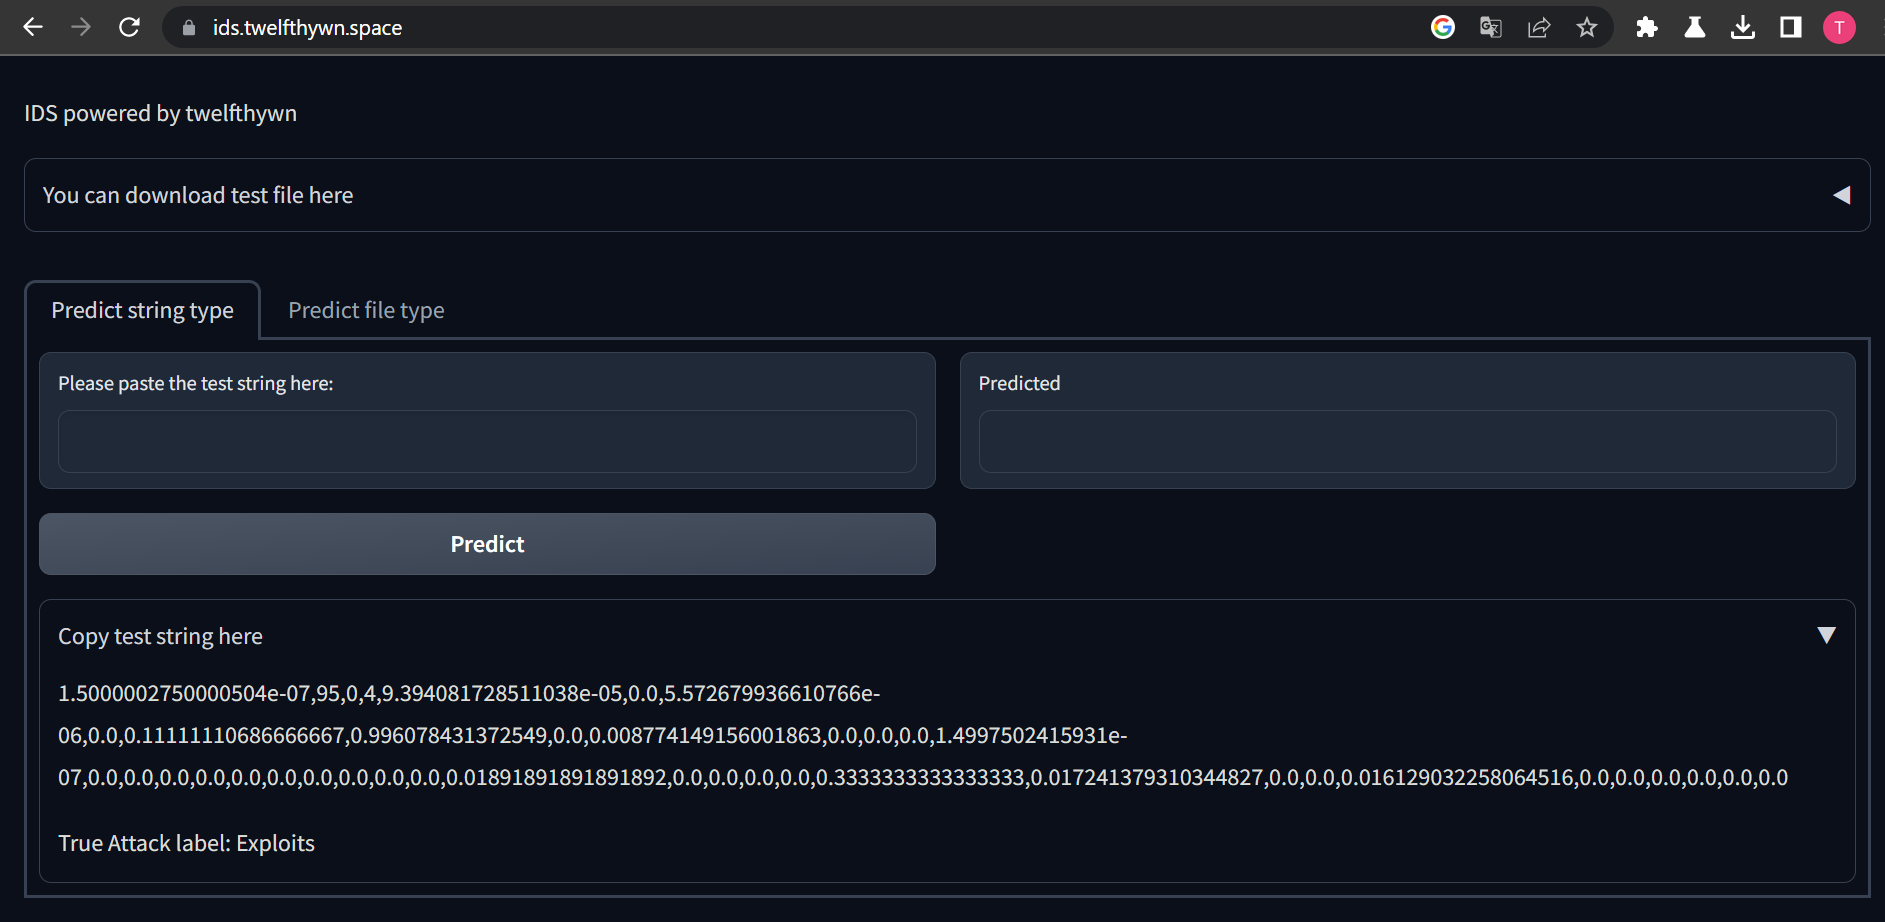 ids.twelfthywn.space
T
IDS powered by twelfthywn
You can download test file here
Predict string type
Predict file type
Please paste the test string here:
Predicted
Predict
Copy test string here
1.5000002750000504e-07,95,0,4,9.394081728511038e-05,0.0,5.572679936610766e-
06,0.0,0.11111110686666667,0.996078431372549,0.0,0.008774149156001863,0.0,0.0,0.0,1.4997502415931e-
07,0.0,0.0,0.0,0.0,0.0,0.0,0.0,0.0,0.0,0.0,0.01891891891891892,0.0,0.0,0.0,0.0,0.3333333333333333,0.017241379310344827,0.0,0.0,0.016129032258064516,0.0,0.0,0.0,0.0,0.0,0.0
True Attack label: Exploits